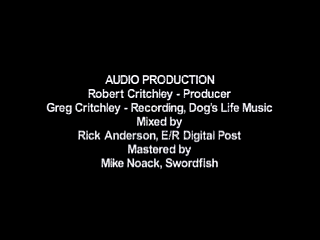 AUDIO PRODUCTION
Robert Critchley - Producer
Greg Critchley - Recording, Dog's Life Music
Mixed by
Rick Anderson, E/R Digital Post
Mastered by
Mike Noack, Swordfish